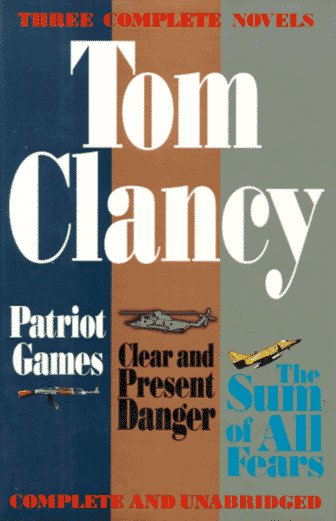 THREE COMPLETE NOVELS
Tom
Clancy
Patriot
Games
Clear and
Present
Danger
The
Sum
of All
Fears
COMPLETE AND UNABRIDGED